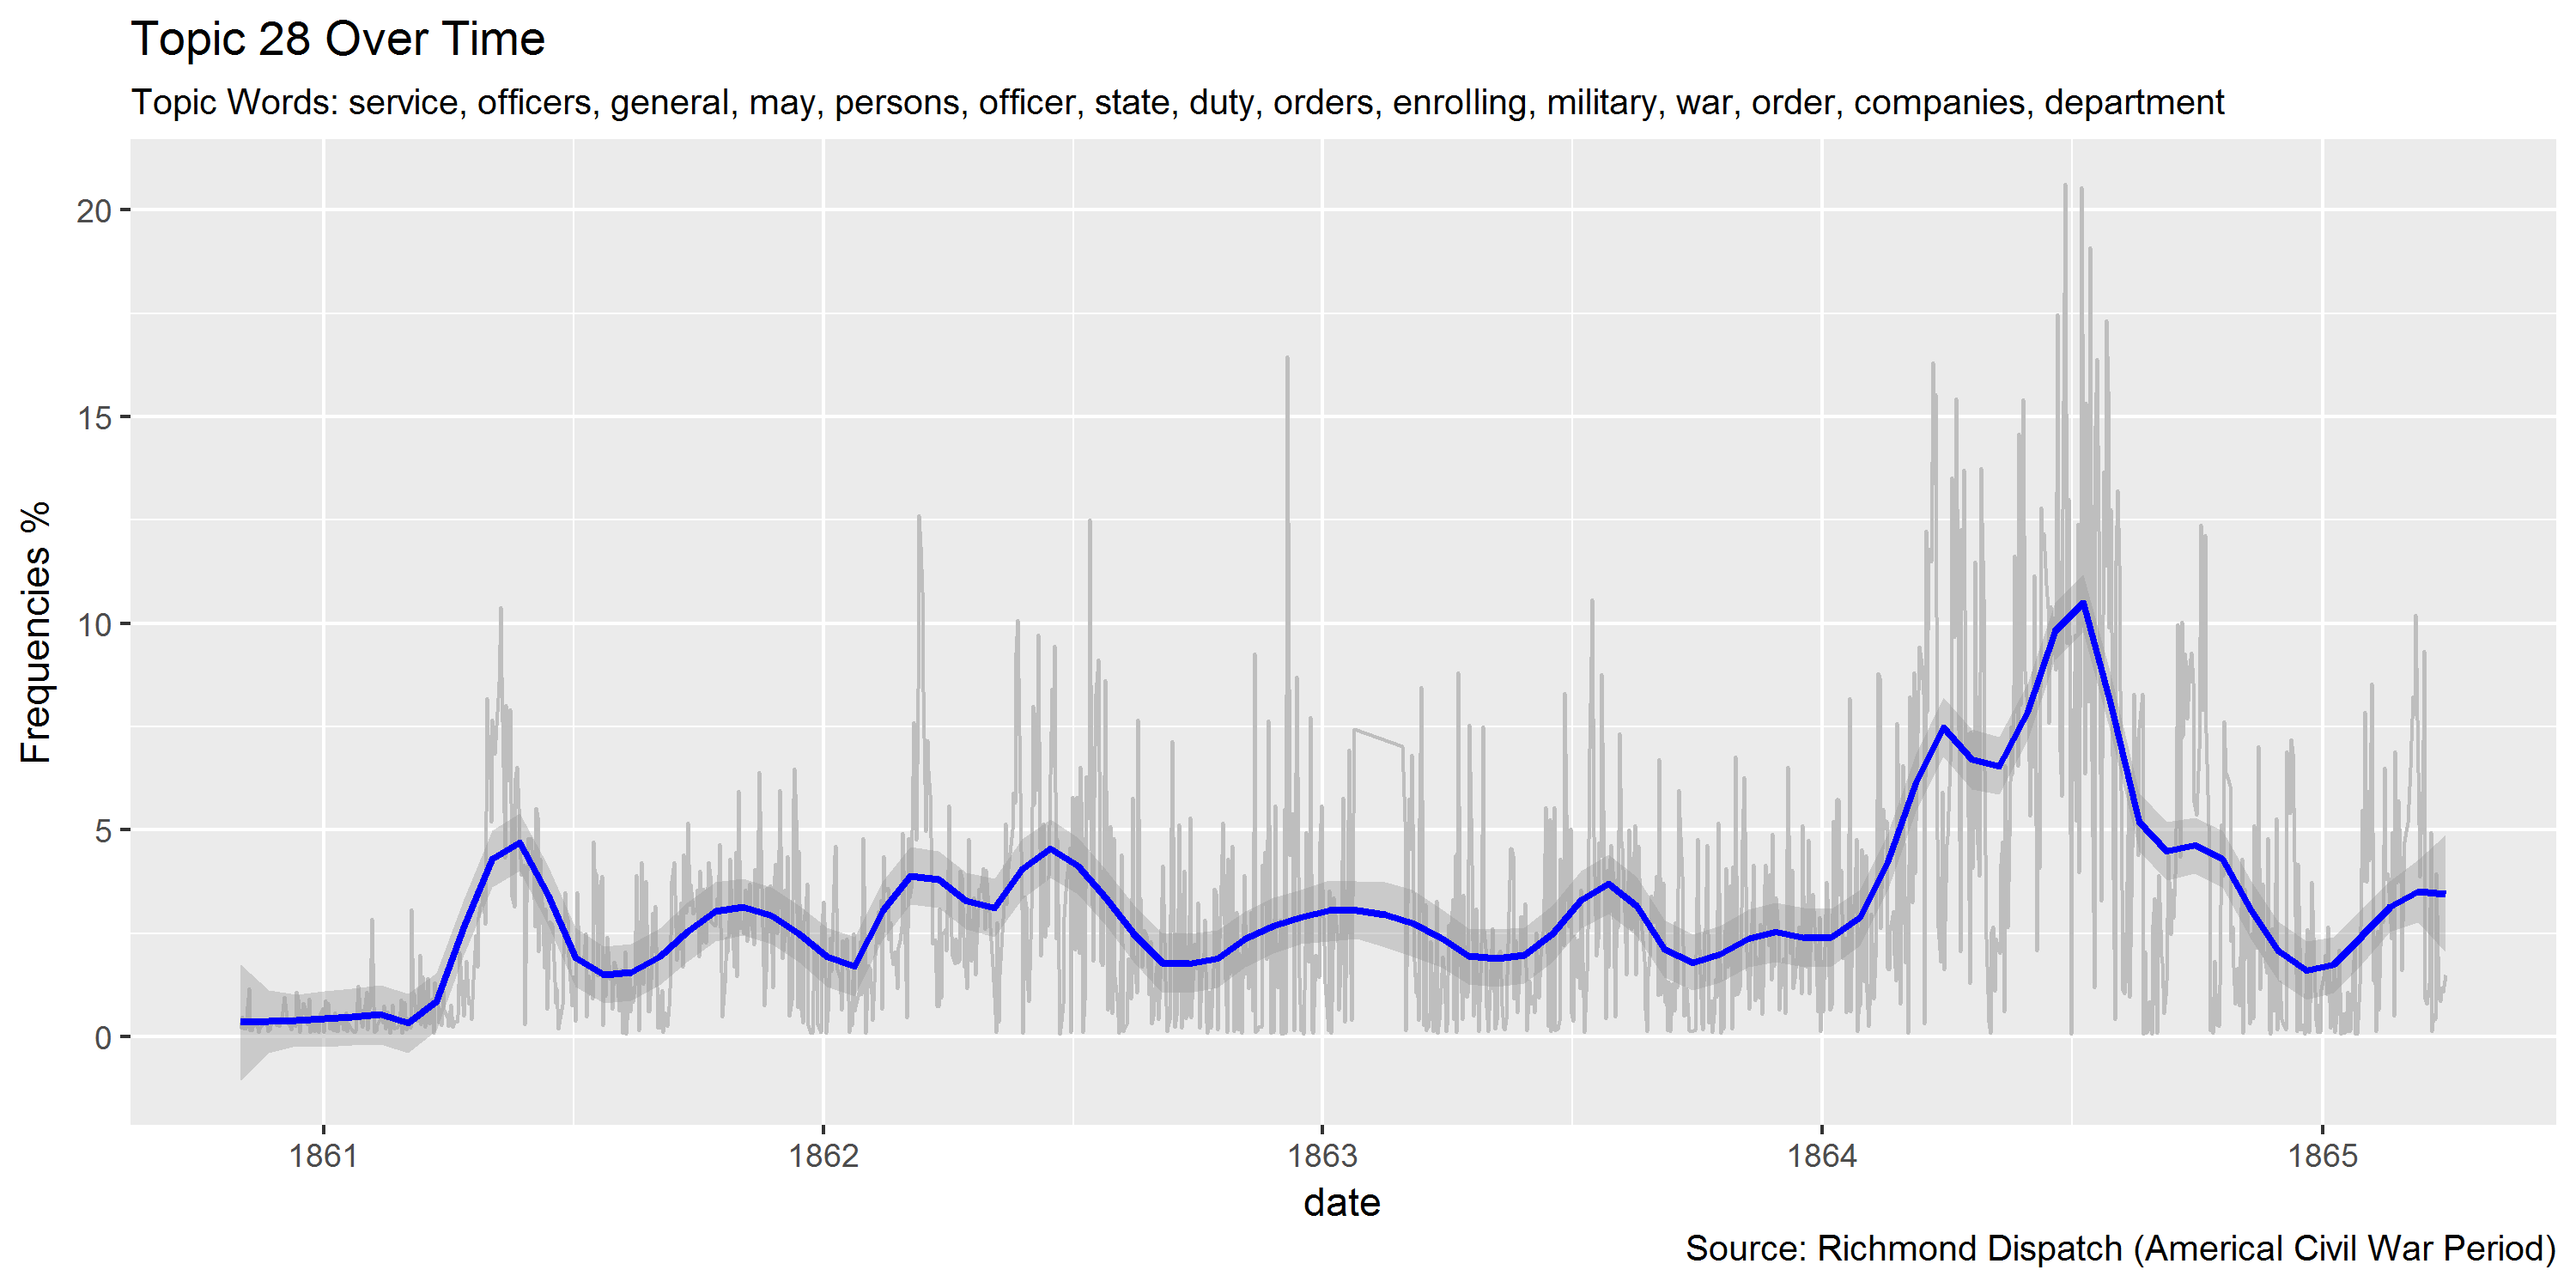 Topic 28 Over Time
Topic Words: service, officers, general, may, persons, officer, state, duty, orders, enrolling, military, war, order, companies, department
Frequencies %
20
15
10
5
0
1861
1862
1863
1864
1865
date
Source: Richmond Dispatch (Americal Civil War Period)